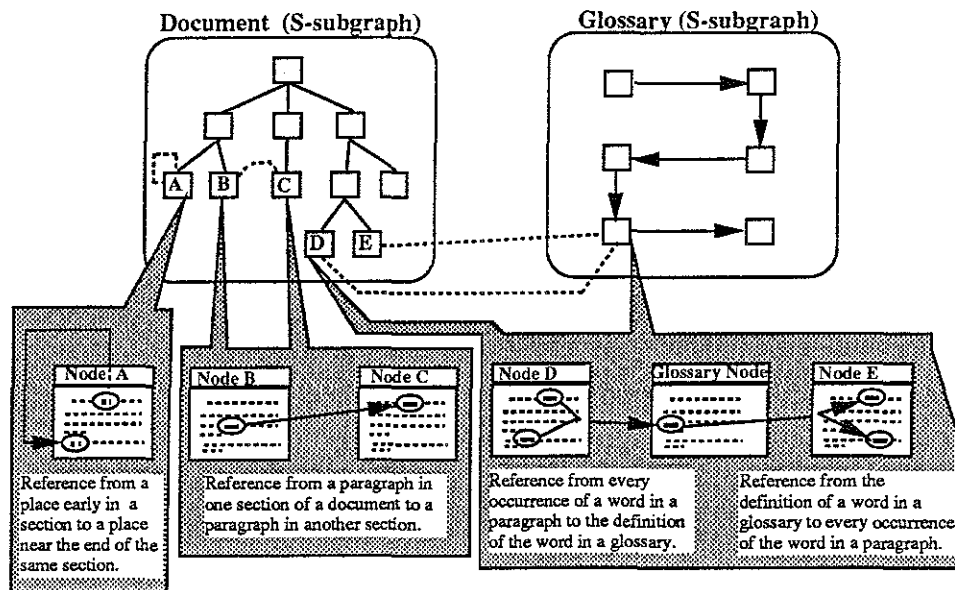 Document (S-subgraph)
Glossary (S-subgraph)
A
B
C
D
E
Node A
Node B
Node C
Node D
Glossary Node
Node E
Reference from a
place early in a
section to a place
near the end of the
same section.
Reference from a paragraph in
one section of a document to a
paragraph in another section.
Reference from every
occurrence of a word in a
paragraph to the definition
of the word in a glossary.
Reference from the
definition of a word in a
glossary to every occurrence
of the word in a paragraph.